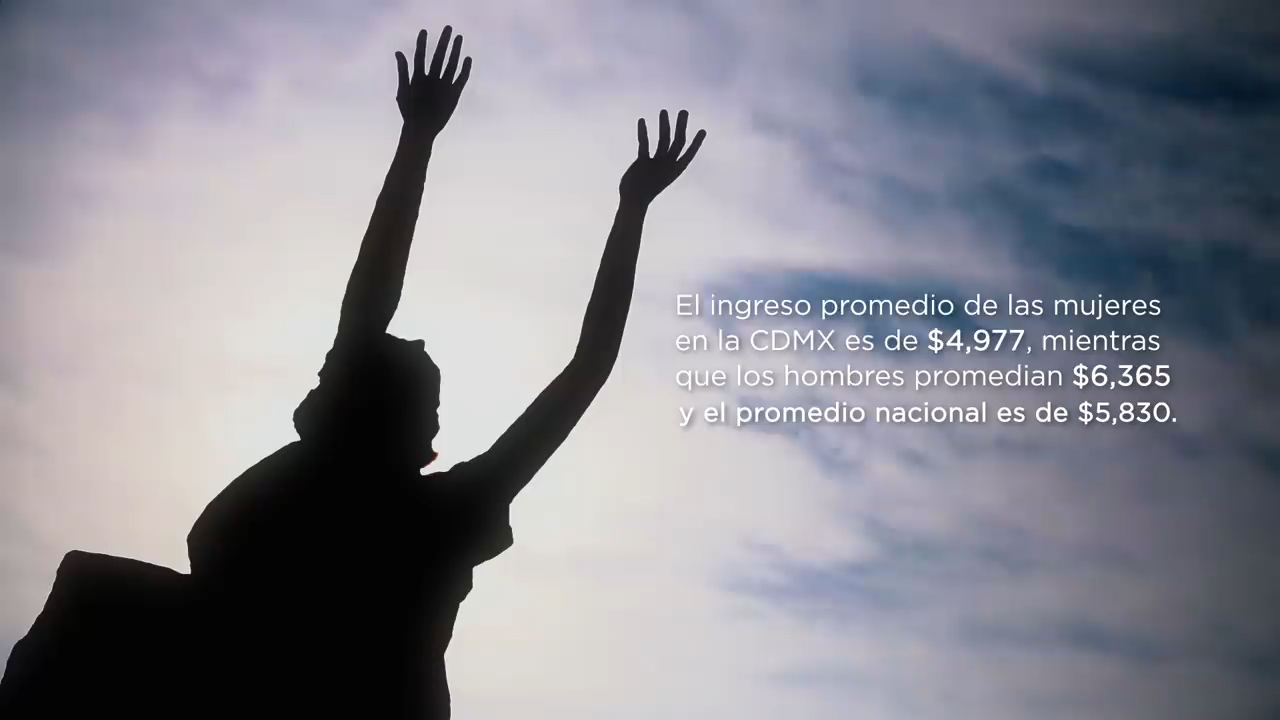 El ingreso promedio de las mujeres
en la CDMX es de $4,977, mientras
que los hombres promedian $6,365
y el promedio nacional es de $5,830.